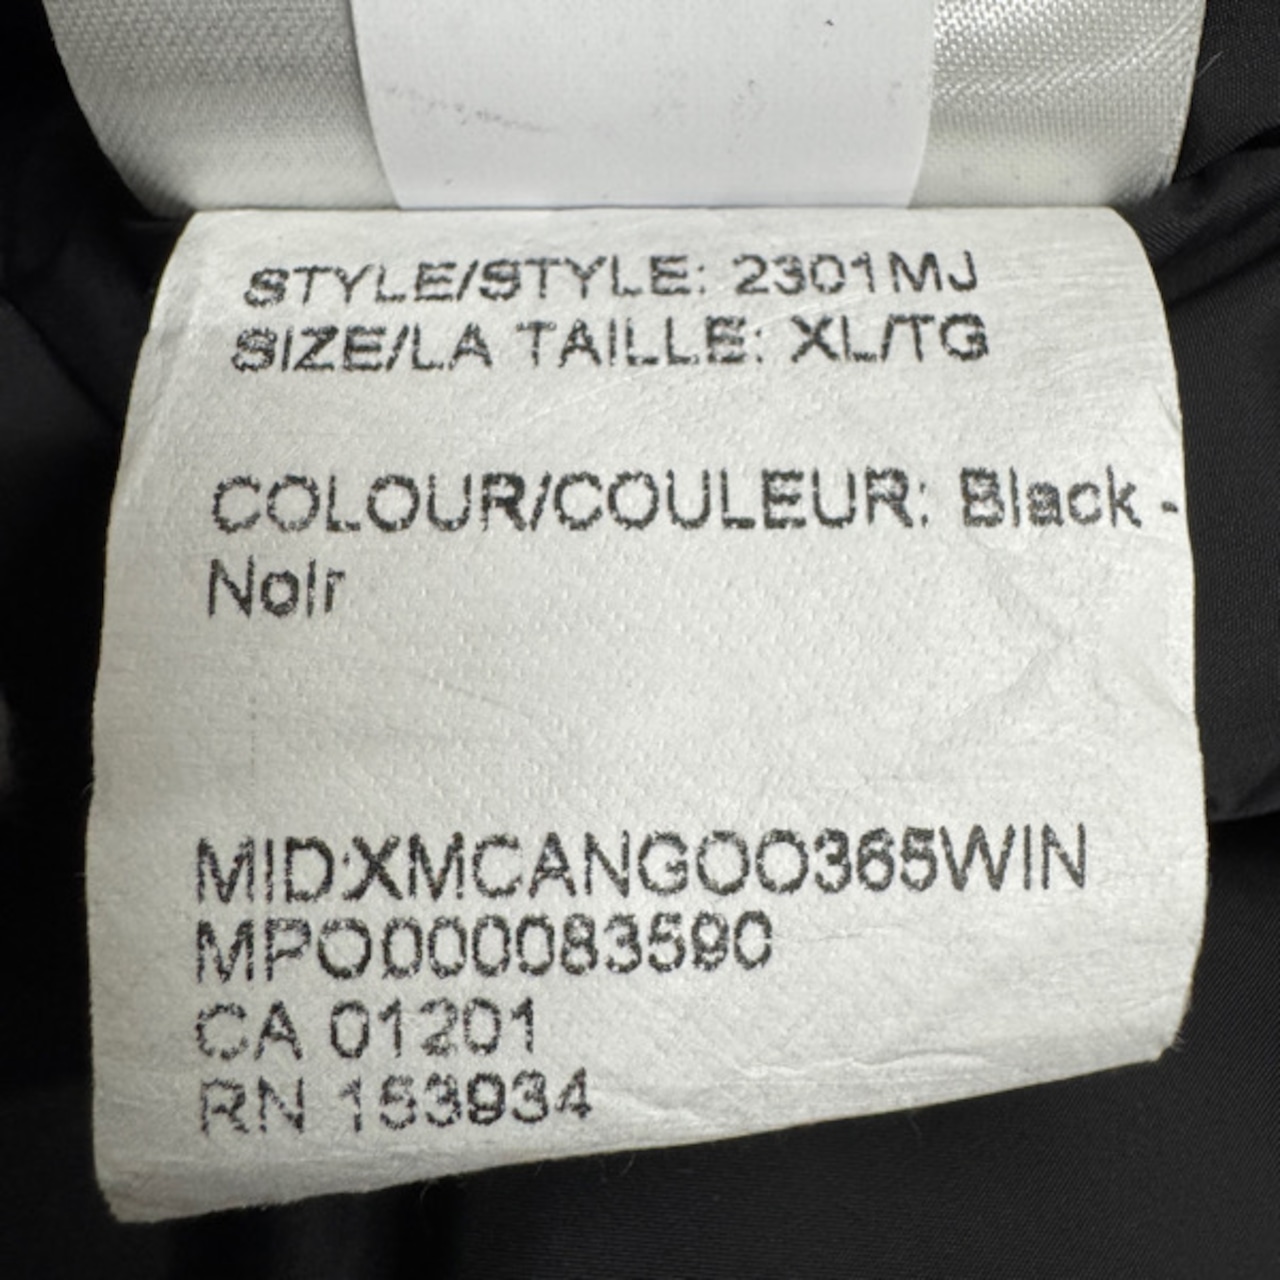 STYLE/STYLE: 2301MJ
SIZE/LA TAILLE: XL/TG
COLOUR/COULEUR: Black -
Noir
MID:XMCANGOO365WIN
MPO000083590
CA 01201
RN 153934